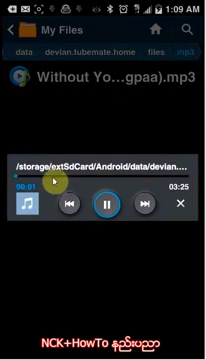 1:09 AM
My Files
data devian.tubemate.home files mp3
Without Yo...gpaa).mp3
/storage/extSdCard/Android/data/devian....
00:01 03:25
NCK+HowTo နည်းပညာ